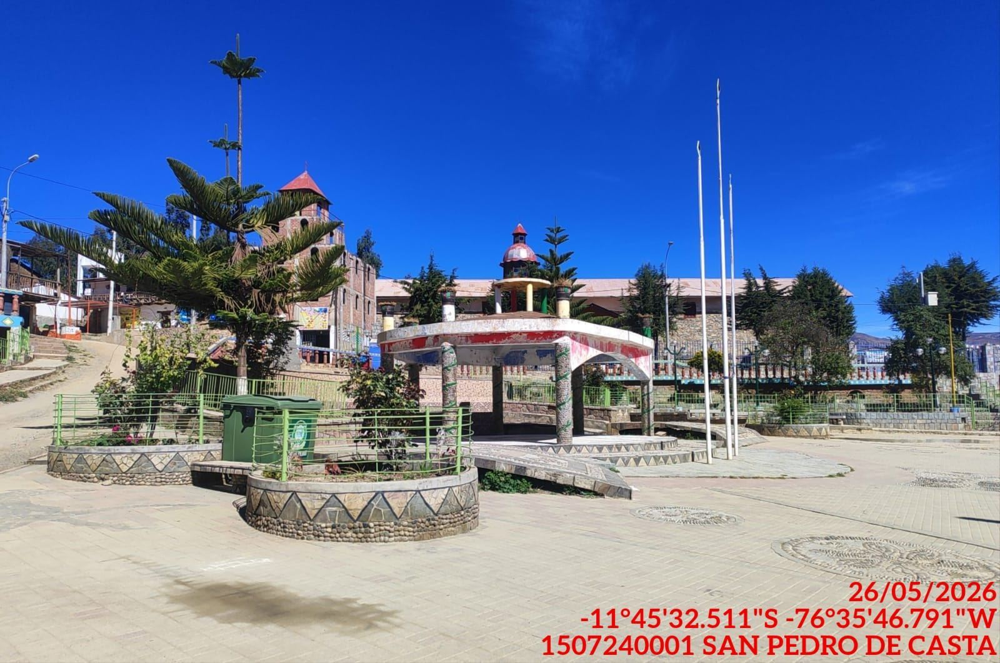 26/05/2026
-11°45'32.511"S -76°35'46.791"W
1507240001 SAN PEDRO DE CASTA